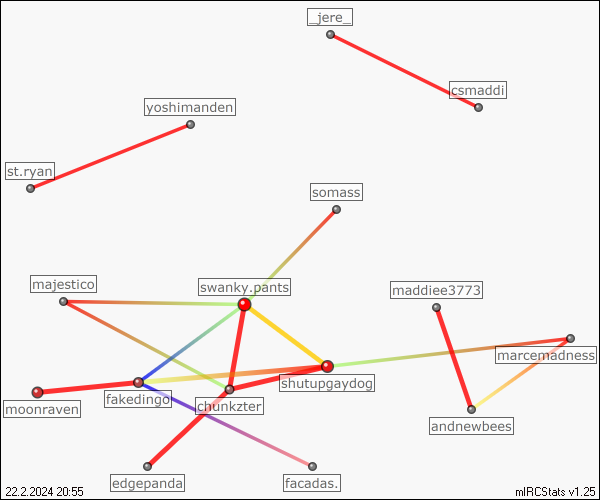 _jere_
csmaddi
yoshimanden
st.ryan
somass
majestico
swanky.pants
maddiee3773
marcemadness
shutupgaydog
fakedingo
chunkzter
moonraven
andnewbees
edgepanda
facadas.
22.2.2024 20:55
mIRCStats v1.25